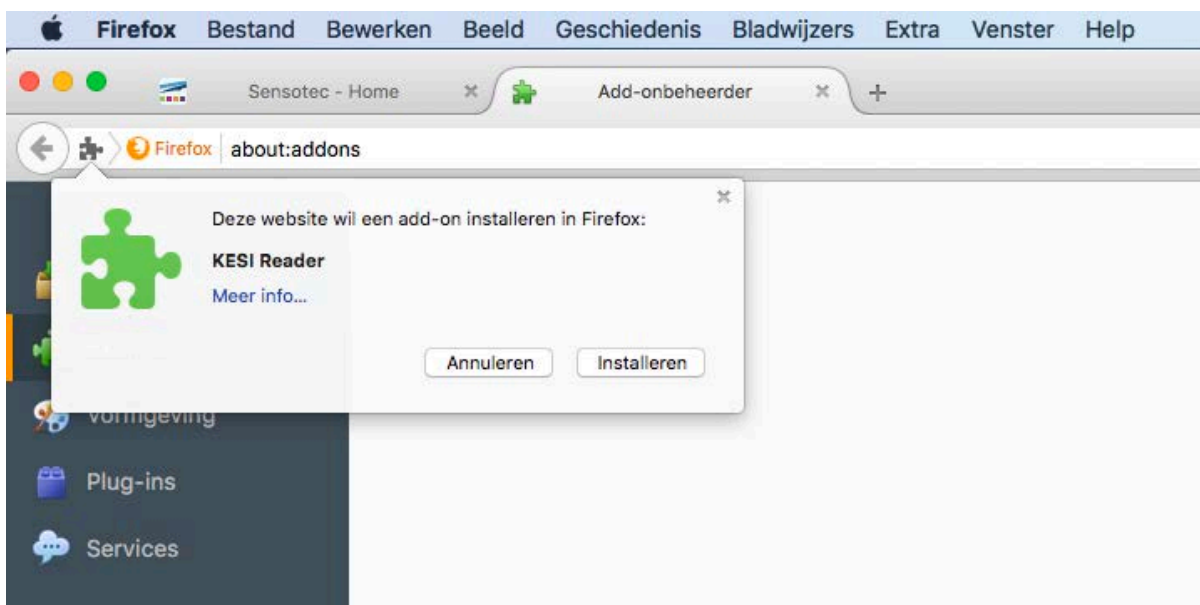 Firefox Bestand Bewerken Beeld Geschiedenis Bladwijzers Extra Venster Help
Sensotec - Home Add-onbeheerder
Firefox about:addons
Deze website wil een add-on installeren in Firefox:
KESI Reader
Meer info...
Annuleren Installeren
Vormgeving
Plug-ins
Services